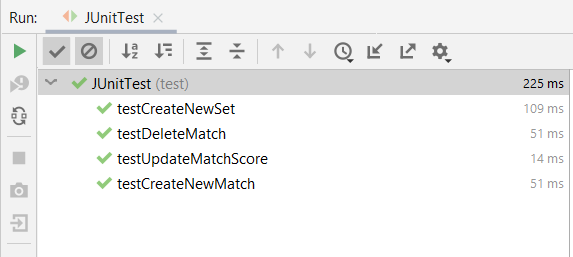 Run: JUnitTest
JUnitTest (test) 225 ms
testCreateNewSet 109 ms
testDeleteMatch 51 ms
testUpdateMatchScore 14 ms
testCreateNewMatch 51 ms